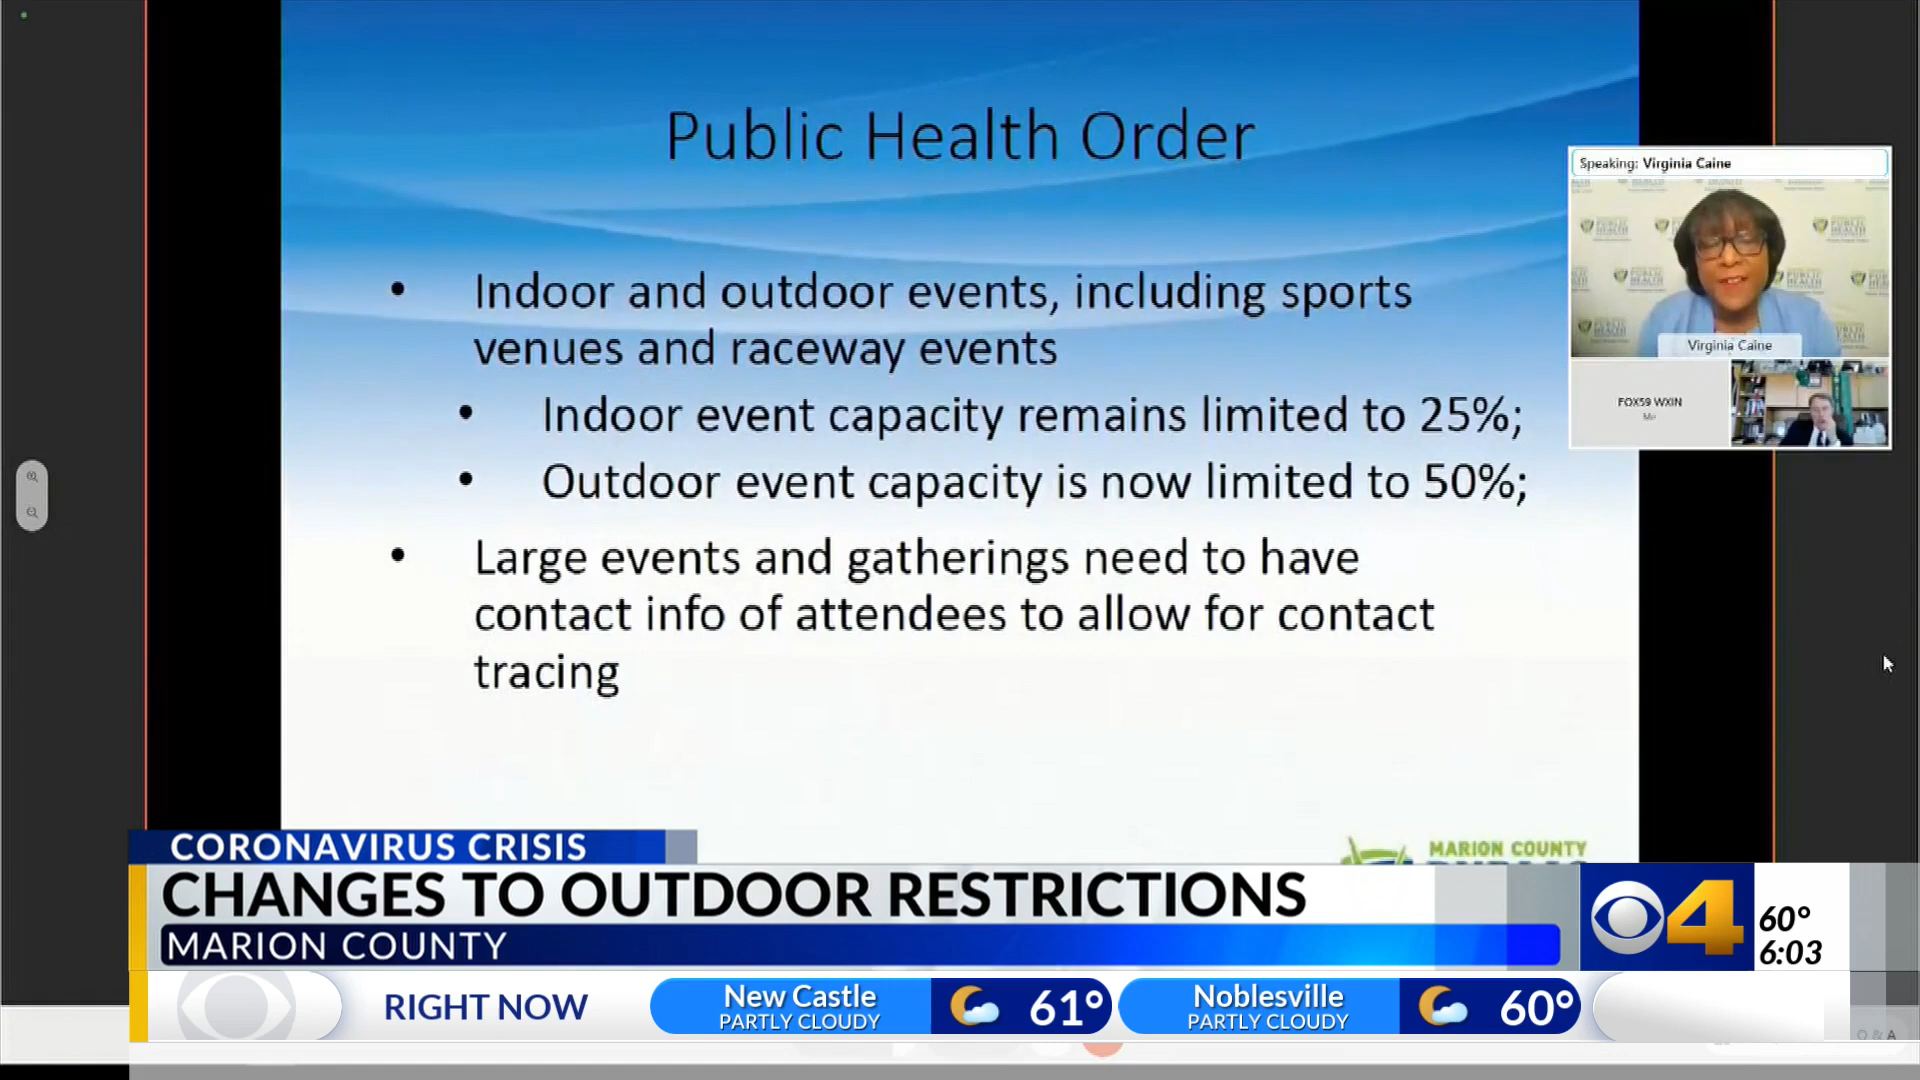 Public Health Order
Speaking: Virginia Caine
Virginia Caine
FOX59 WXIN
Me
• Indoor and outdoor events, including sports
venues and raceway events
• Indoor event capacity remains limited to 25%;
• Outdoor event capacity is now limited to 50%;
• Large events and gatherings need to have
contact info of attendees to allow for contact
tracing
MARION COUNTY
CORONAVIRUS CRISIS
CHANGES TO OUTDOOR RESTRICTIONS
MARION COUNTY
4
60°
6:03
RIGHT NOW
New Castle
PARTLY CLOUDY
61°
Noblesville
PARTLY CLOUDY
60°
Q & A